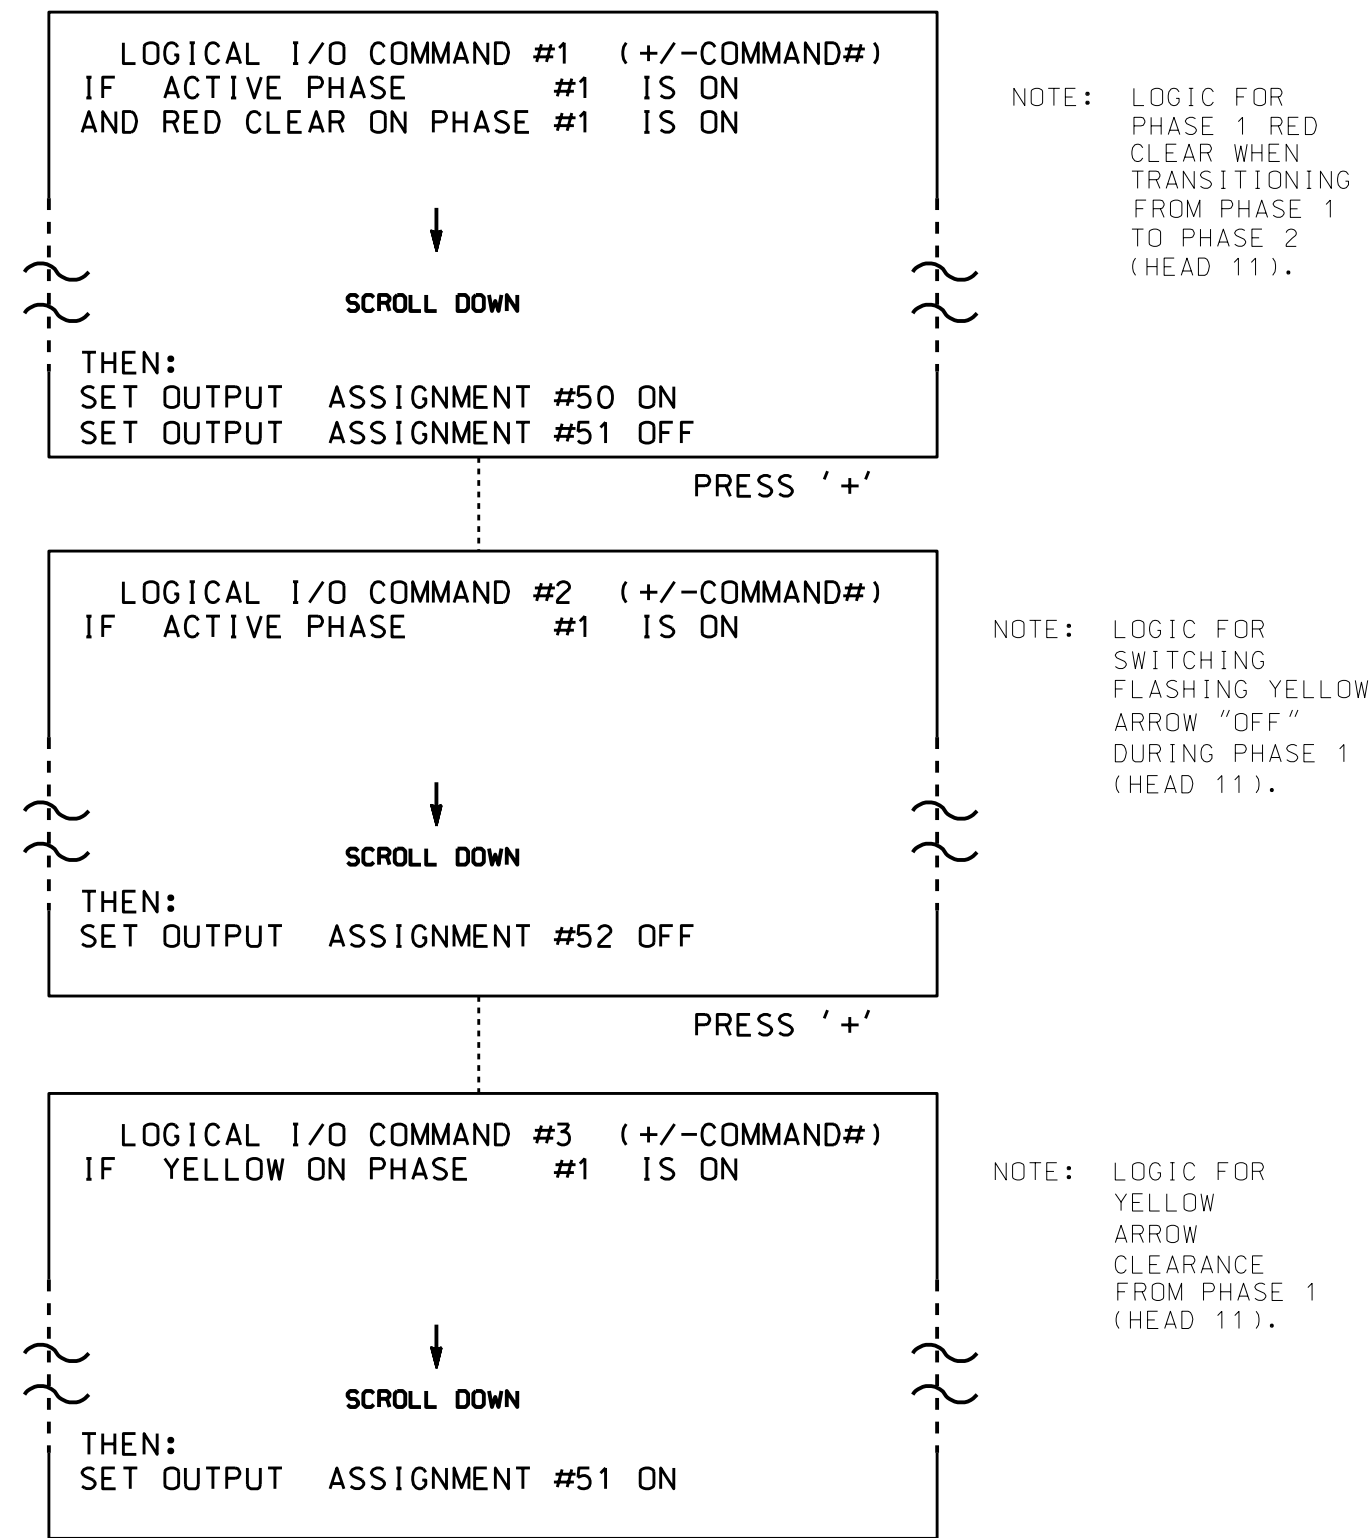 LOGICAL I/O COMMAND #1 (+/-COMMAND#)
IF ACTIVE PHASE #1 IS ON
AND RED CLEAR ON PHASE #1 IS ON
SCROLL DOWN
THEN:
SET OUTPUT ASSIGNMENT #50 ON
SET OUTPUT ASSIGNMENT #51 OFF
NOTE: LOGIC FOR
PHASE 1 RED
CLEAR WHEN
TRANSITIONING
FROM PHASE 1
TO PHASE 2
(HEAD 11).
PRESS '+'
LOGICAL I/O COMMAND #2 (+/-COMMAND#)
IF ACTIVE PHASE #1 IS ON
SCROLL DOWN
THEN:
SET OUTPUT ASSIGNMENT #52 OFF
NOTE: LOGIC FOR
SWITCHING
FLASHING YELLOW
ARROW "OFF"
DURING PHASE 1
(HEAD 11).
PRESS '+'
LOGICAL I/O COMMAND #3 (+/-COMMAND#)
IF YELLOW ON PHASE #1 IS ON
SCROLL DOWN
THEN:
SET OUTPUT ASSIGNMENT #51 ON
NOTE: LOGIC FOR
YELLOW
ARROW
CLEARANCE
FROM PHASE 1
(HEAD 11).